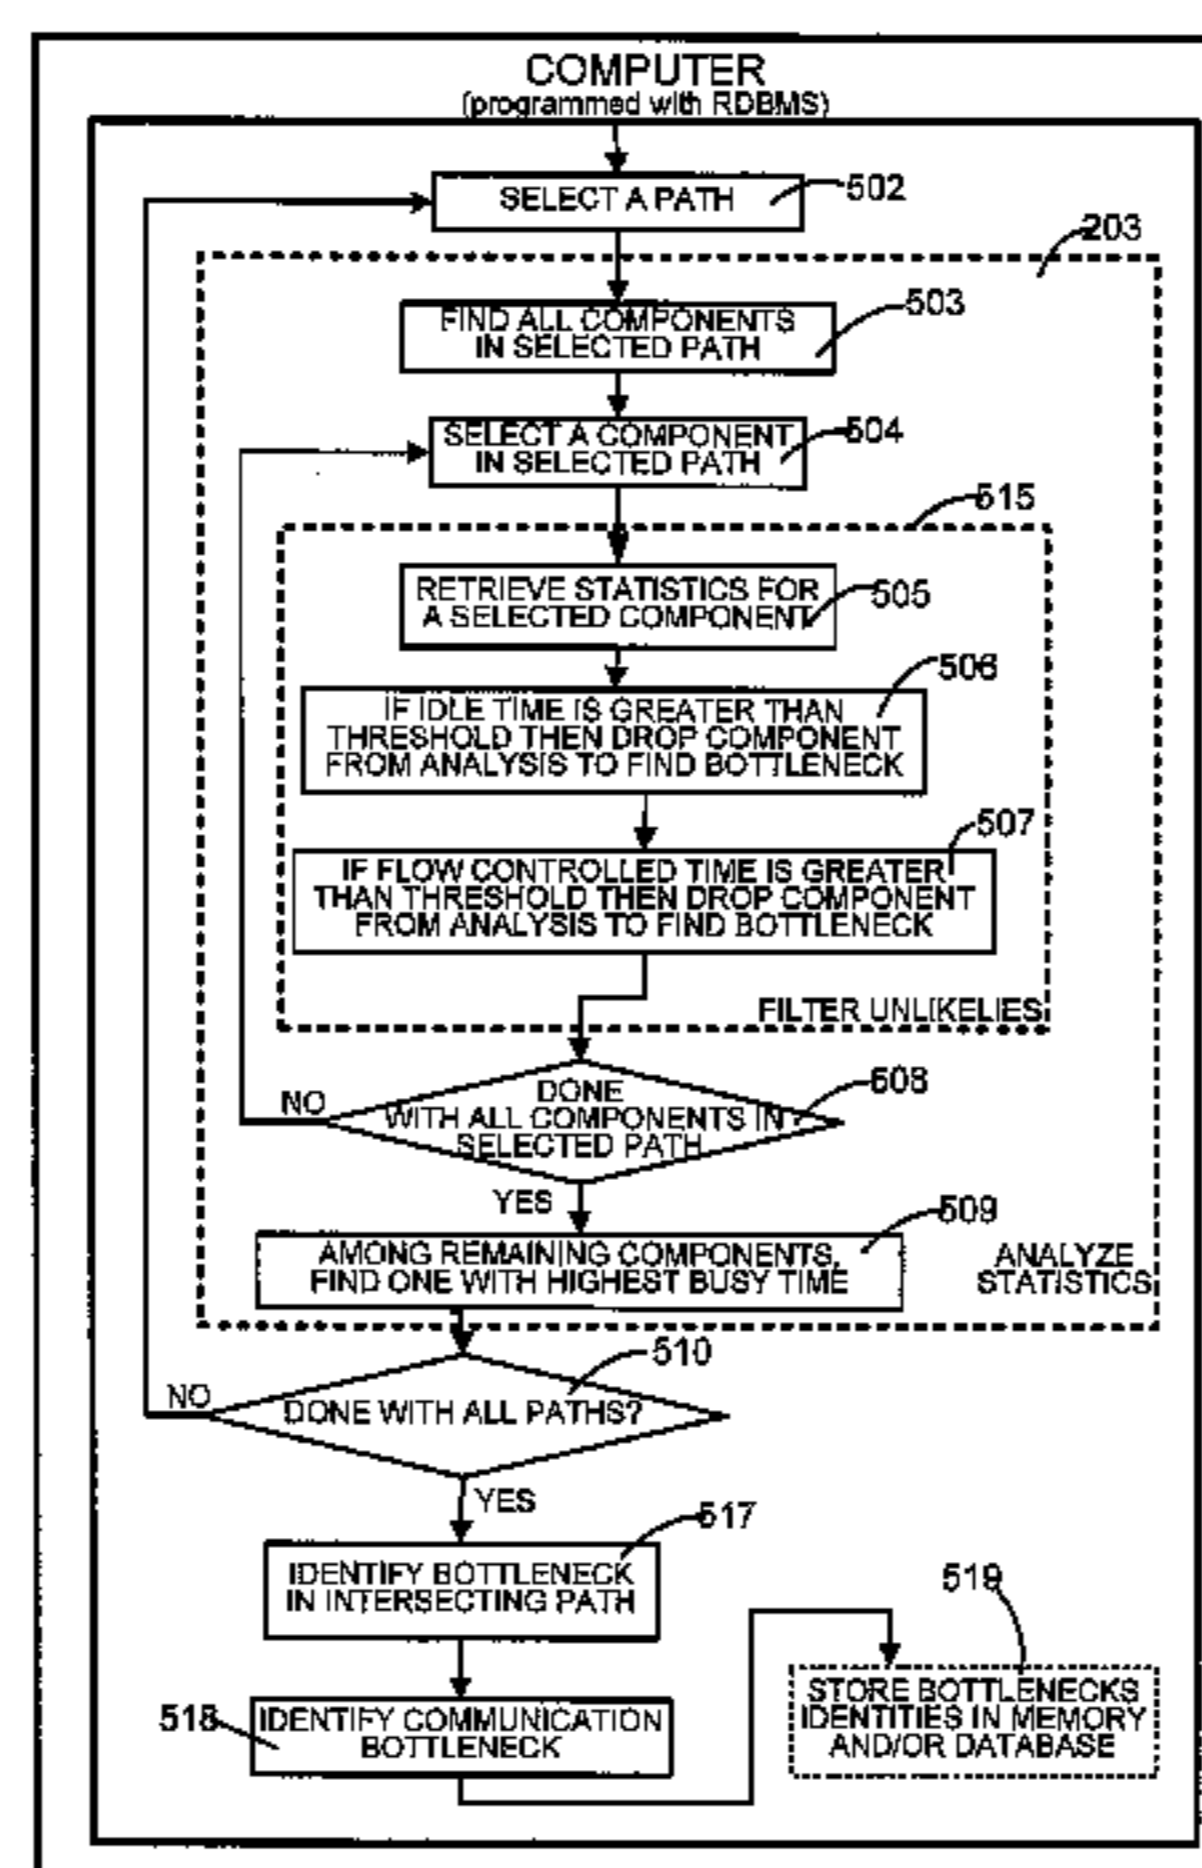 COMPUTER
(programmed with RDBMS)
SELECT A PATH
502
203
FIND ALL COMPONENTS
IN SELECTED PATH
503
SELECT A COMPONENT
IN SELECTED PATH
504
515
RETRIEVE STATISTICS FOR
A SELECTED COMPONENT
505
506
IF IDLE TIME IS GREATER THAN
THRESHOLD THEN DROP COMPONENT
FROM ANALYSIS TO FIND BOTTLENECK
507
IF FLOW CONTROLLED TIME IS GREATER
THAN THRESHOLD THEN DROP COMPONENT
FROM ANALYSIS TO FIND BOTTLENECK
FILTER UNLIKELIES
NO
DONE
WITH ALL COMPONENTS IN
SELECTED PATH
508
YES
509
AMONG REMAINING COMPONENTS,
FIND ONE WITH HIGHEST BUSY TIME
ANALYZE
STATISTICS
510
NO
DONE WITH ALL PATHS?
YES
517
IDENTIFY BOTTLENECK
IN INTERSECTING PATH
519
518
IDENTIFY COMMUNICATION
BOTTLENECK
STORE BOTTLENECKS
IDENTITIES IN MEMORY
AND/OR DATABASE